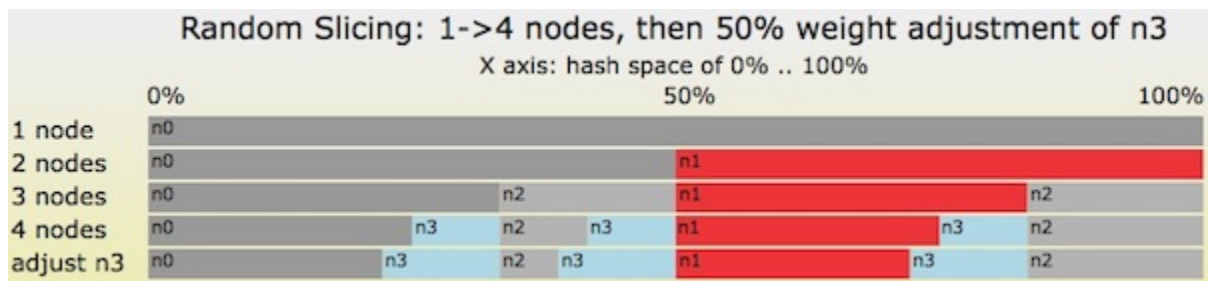 Random Slicing: 1->4 nodes, then 50% weight adjustment of n3
X axis: hash space of 0% .. 100%
0% 50% 100%
1 node n0
2 nodes n0 n1
3 nodes n0 n2 n1 n2
4 nodes n0 n3 n2 n3 n1 n3 n2
adjust n3 n0 n3 n2 n3 n1 n3 n2